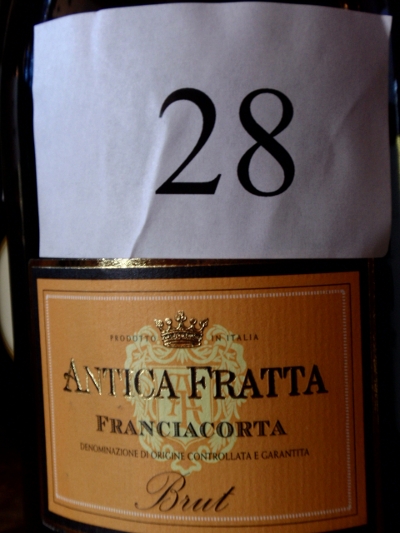 28
PRODOTTO IN ITALIA
ANTICA FRATTA
FRANCIACORTA
DENOMINAZIONE DI ORIGINE CONTROLLATA E GARANTITA
Brut